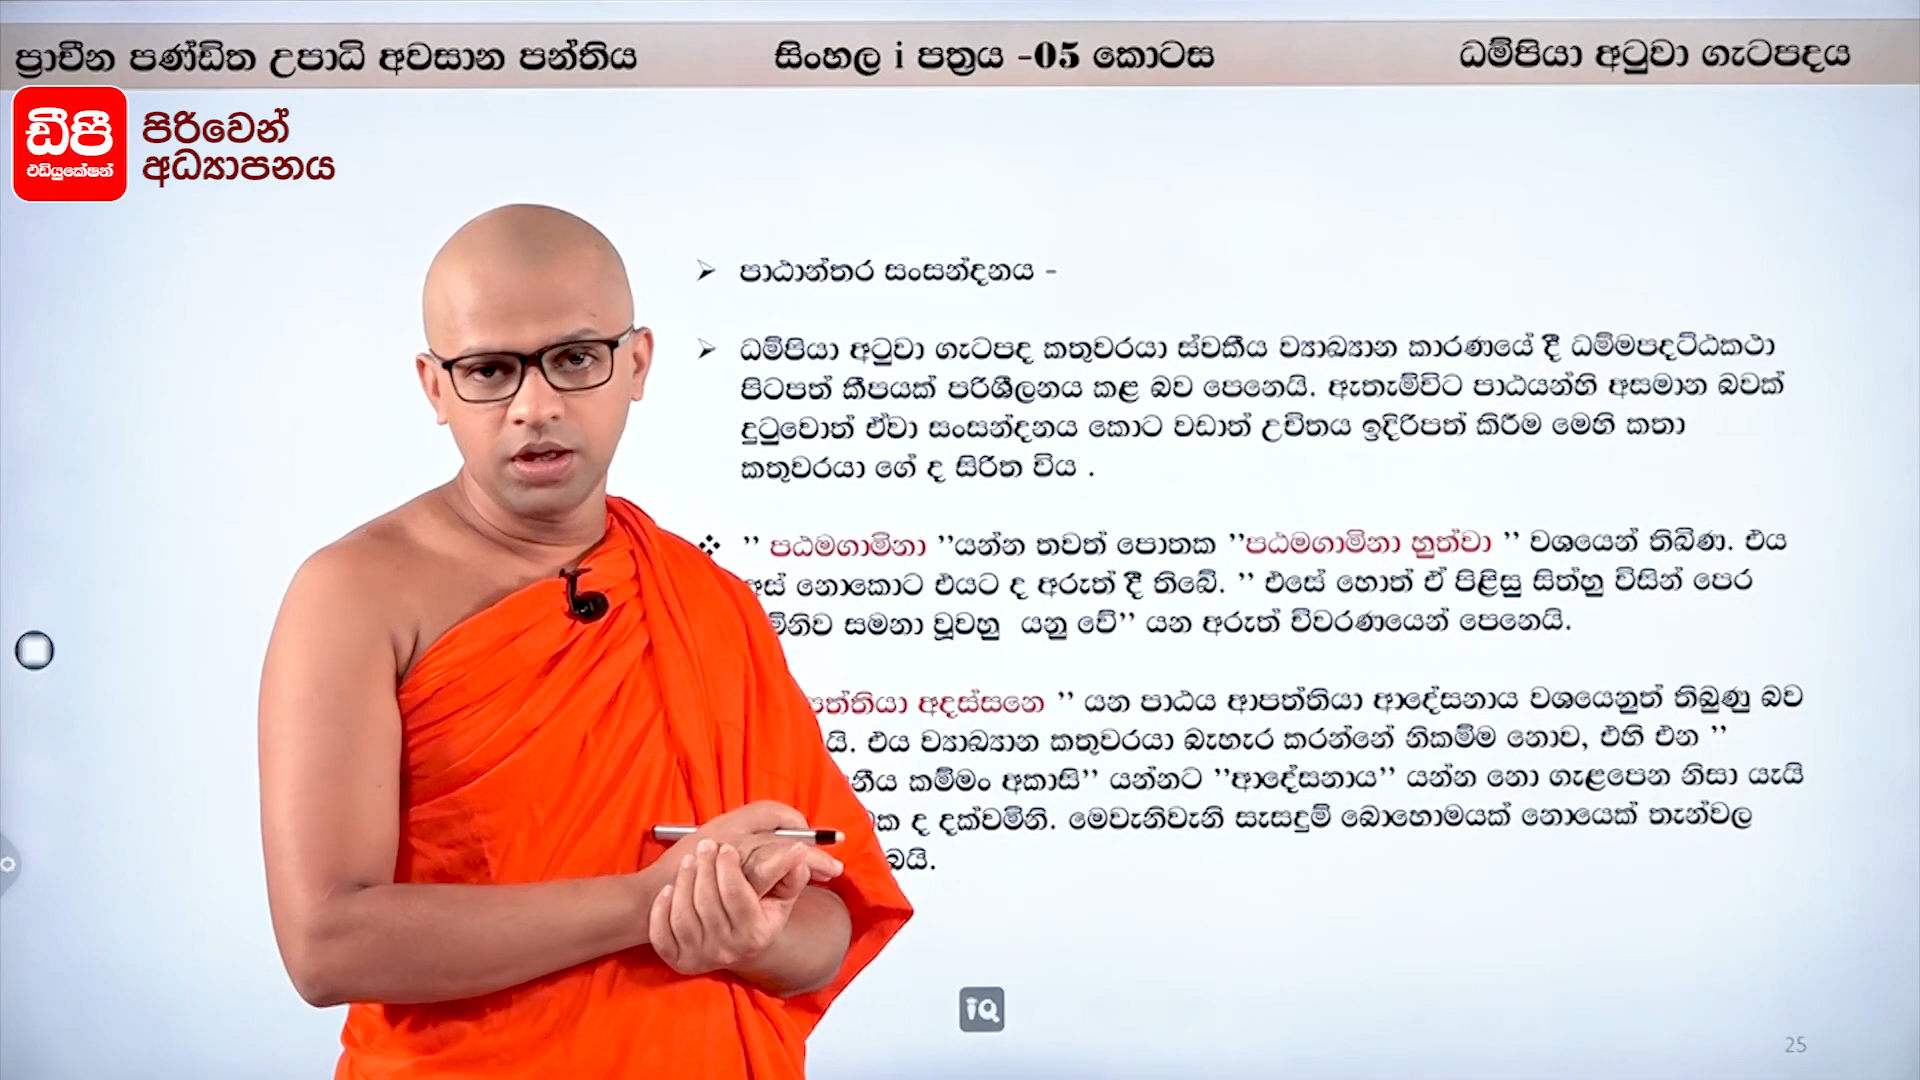 ප්‍රාචීන පණ්ඩිත උපාධි අවසාන පන්තිය
සිංහල i පත්‍රය -05 කොටස
ධම්පියා අටුවා ගැටපදය
ඩීපී
එඩියුකේෂන්
පිරිවෙන්
අධ්‍යාපනය
➢ පාඨාන්තර සංසන්දනය -
➢ ධම්පියා අටුවා ගැටපද කතුවරයා ස්වකීය ව්‍යාඛ්‍යාන කාරණයේ දී ධම්මපදට්ඨකථා
පිටපත් කීපයක් පරිශීලනය කළ බව පෙනෙයි. ඇතැම්විට පාඨයන්හි අසමාන බවක්
දුටුවොත් ඒවා සංසන්දනය කොට වඩාත් උචිතය ඉදිරිපත් කිරීම මෙහි කතා
කතුවරයා ගේ ද සිරිත විය .
❖ ’’ පඨමගාමිනා ’’යන්න තවත් පොතක ’’පඨමගාමිනා හුත්වා ’’ වශයෙන් තිබිණ. එය
අස් නොකොට එයට ද අරුත් දී තිබේ. ’’ එසේ හොත් ඒ පිළිසු සිත්හු විසින් පෙර
මිනිව සමනා වූවහු යනු වේ’’ යන අරුත් විවරණයෙන් පෙනෙයි.
පත්තියා අදස්සනෙ ’’ යන පාඨය ආපත්තියා ආදේසනාය වශයෙනුත් තිබුණු බව
යි. එය ව්‍යාඛ්‍යාන කතුවරයා බැහැර කරන්නේ නිකම්ම නොව, එහි එන ’’
නීය කම්මං අකාසි’’ යන්නට ’’ආදේසනාය’’ යන්න නො ගැළපෙන නිසා යැයි
ක ද දක්වමිනි. මෙවැනිවැනි සැසඳුම් බොහොමයක් නොයෙක් තැන්වල
බයි.
iQ
25